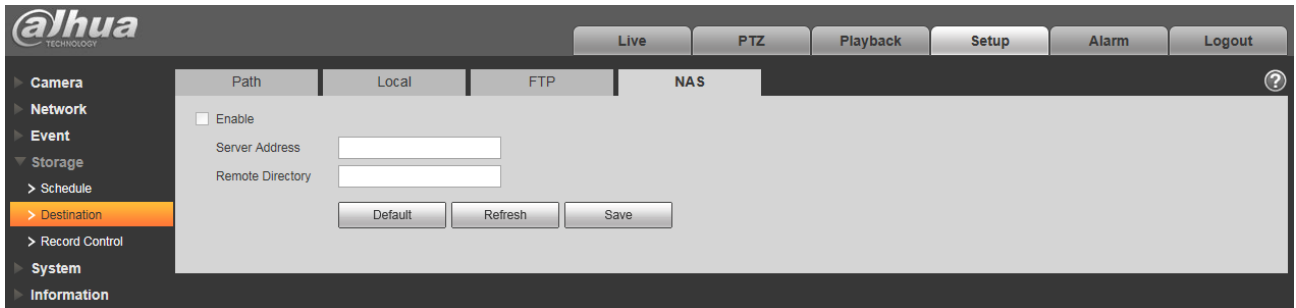 alhua
TECHNOLOGY
Live PTZ Playback Setup Alarm Logout
Camera
Network
Event
Storage
> Schedule
> Destination
> Record Control
System
Information
Path Local FTP NAS
?
Enable
Server Address
Remote Directory
Default Refresh Save